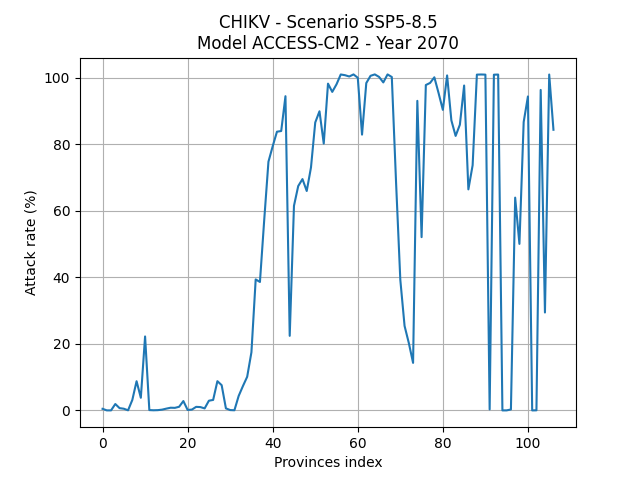 CHIKV - Scenario SSP5-8.5
Model ACCESS-CM2 - Year 2070
Attack rate (%)
100
80
60
40
20
0
0 20 40 60 80 100
Provinces index